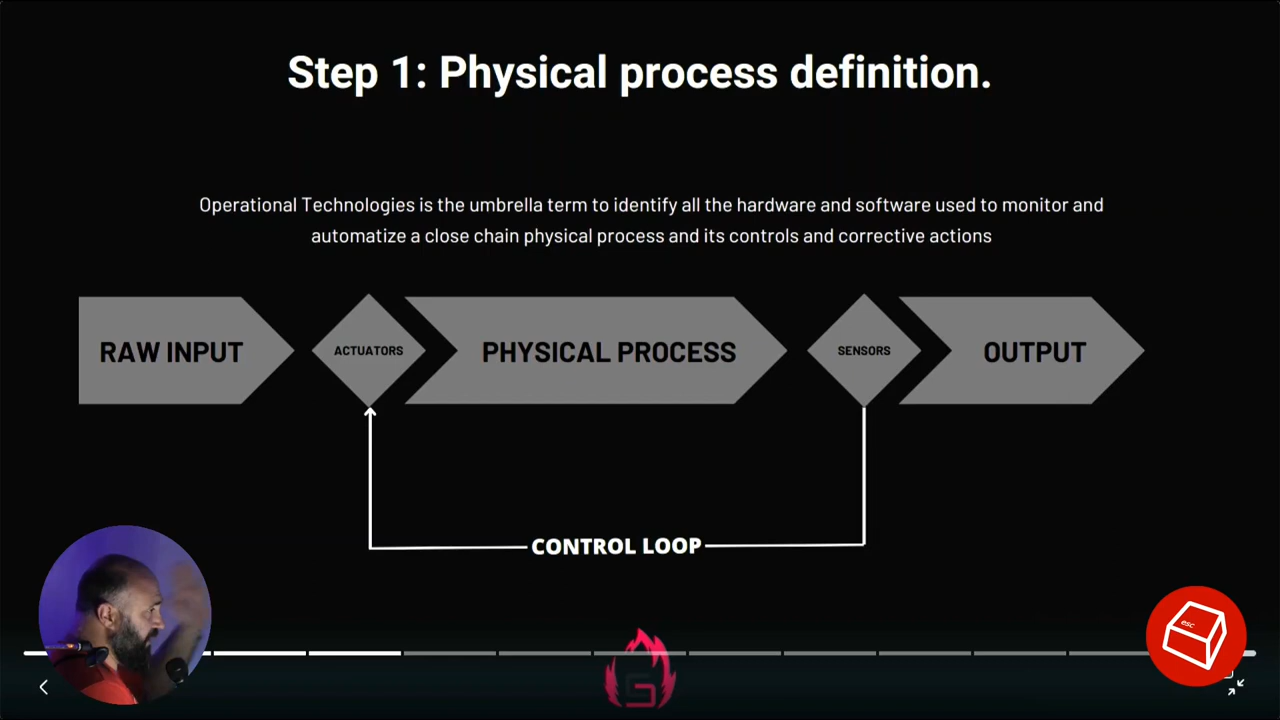 Step 1: Physical process definition.
Operational Technologies is the umbrella term to identify all the hardware and software used to monitor and
automatize a close chain physical process and its controls and corrective actions
RAW INPUT
ACTUATORS
PHYSICAL PROCESS
SENSORS
OUTPUT
CONTROL LOOP
esc